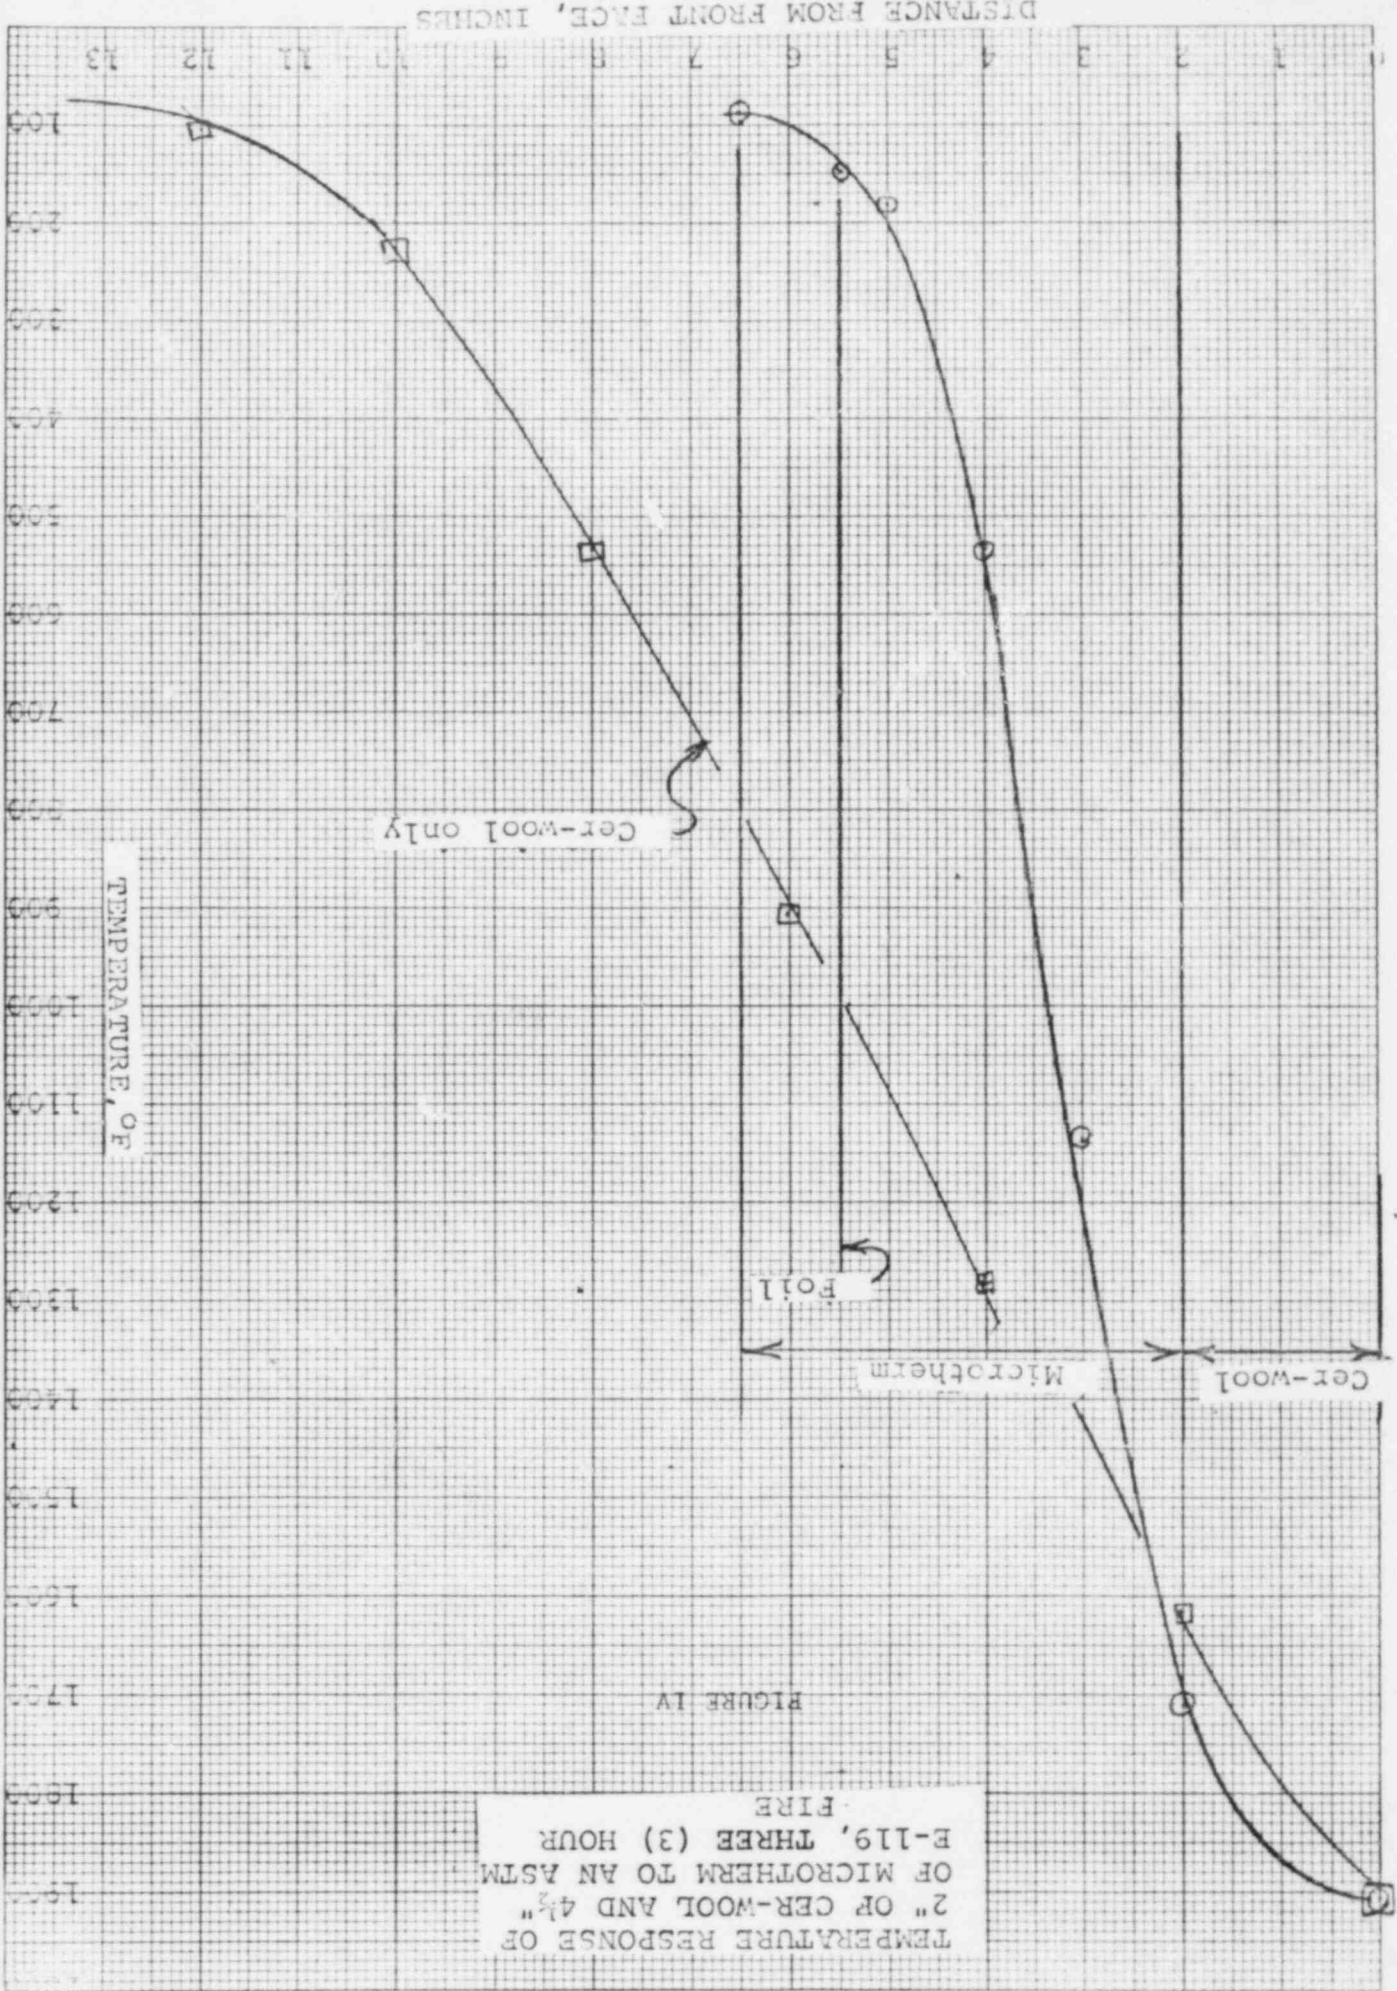 TEMPERATURE RESPONSE OF
2" OF CER-WOOL AND 4½"
OF MICROTHERM TO AN ASTM
E-119, THREE (3) HOUR
FIRE
FIGURE IV
Cer-wool
Microtherm
Foil
Cer-wool only
TEMPERATURE, °F
1900
1800
1700
1600
1500
1400
1300
1200
1100
1000
900
800
700
600
500
400
300
200
100
0 1 2 3 4 5 6 7 8 9 10 11 12 13
DISTANCE FROM FRONT FACE, INCHES